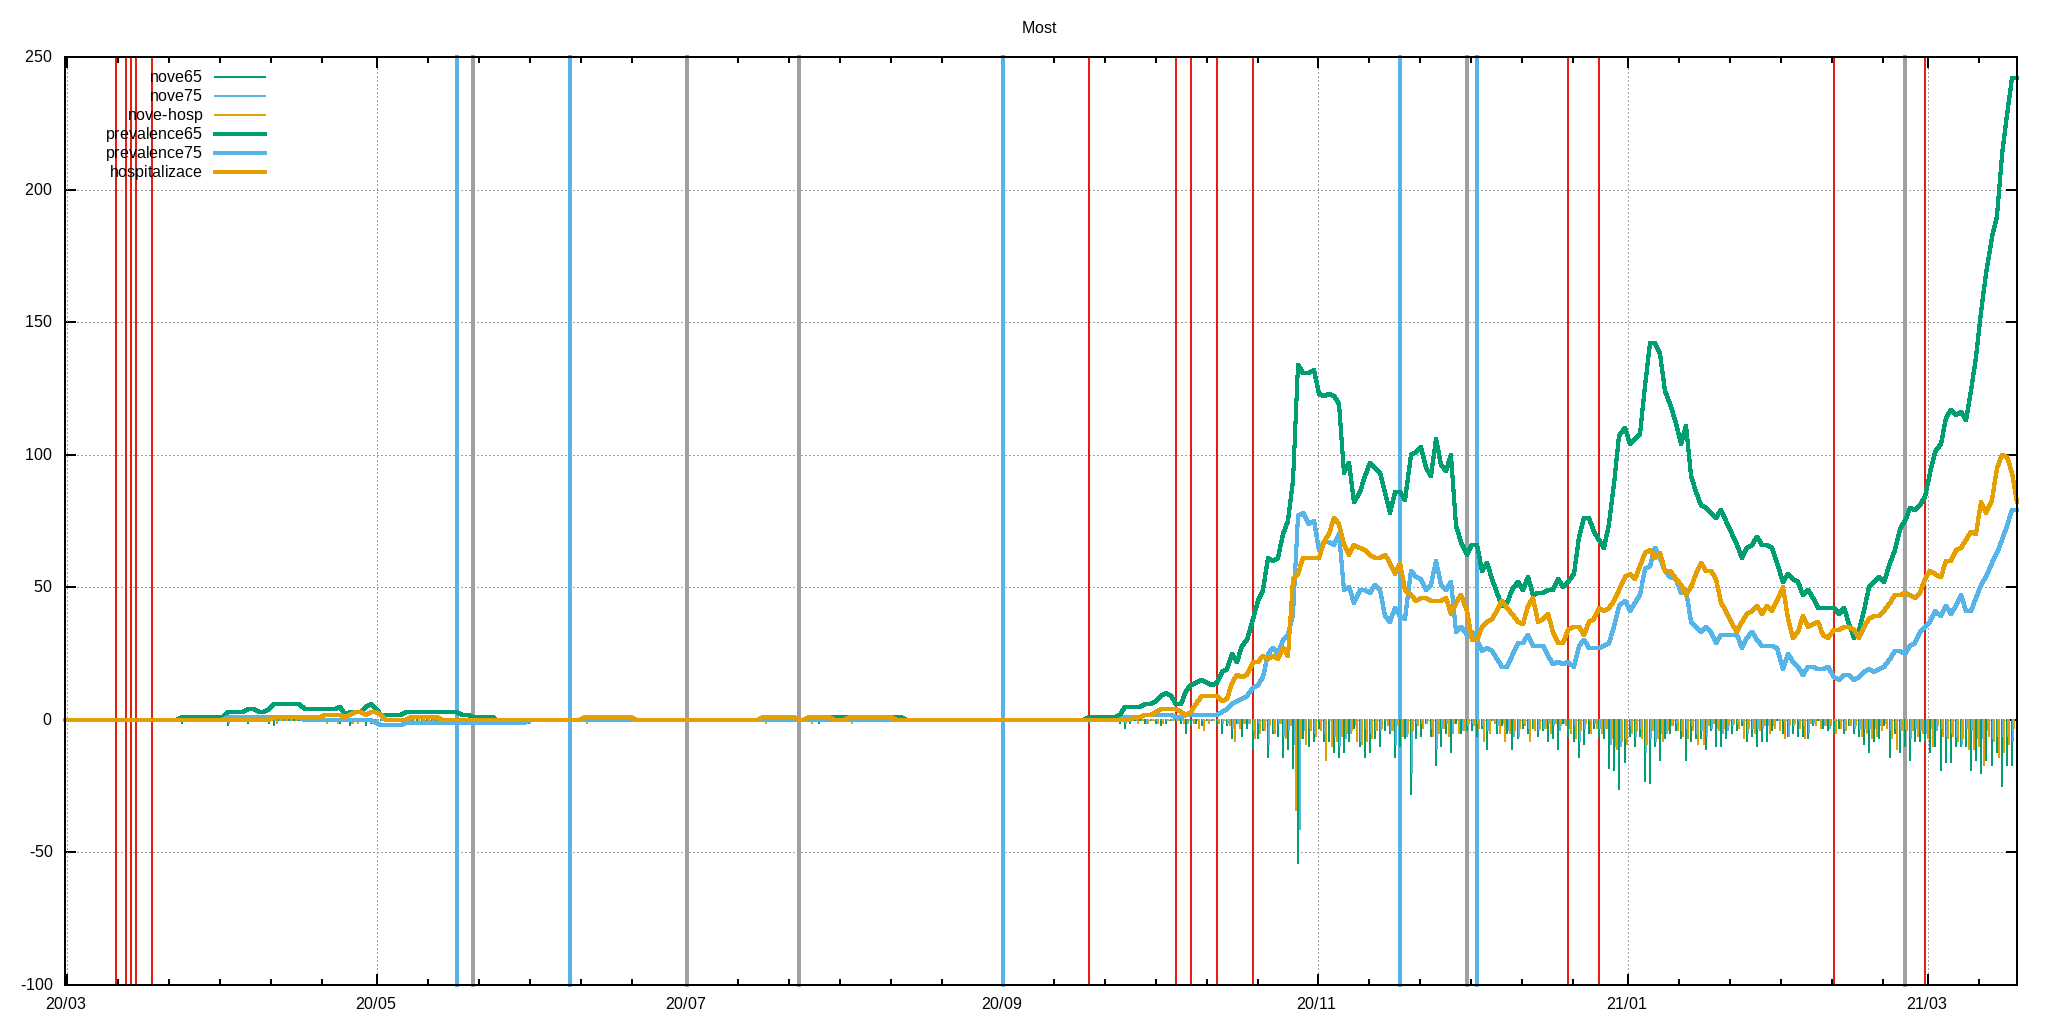 Most
250
nove65
nove75
nove-hosp
prevalence65
prevalence75
hospitalizace
200
150
100
50
0
-50
-100
20/03 20/05 20/07 20/09 20/11 21/01 21/03